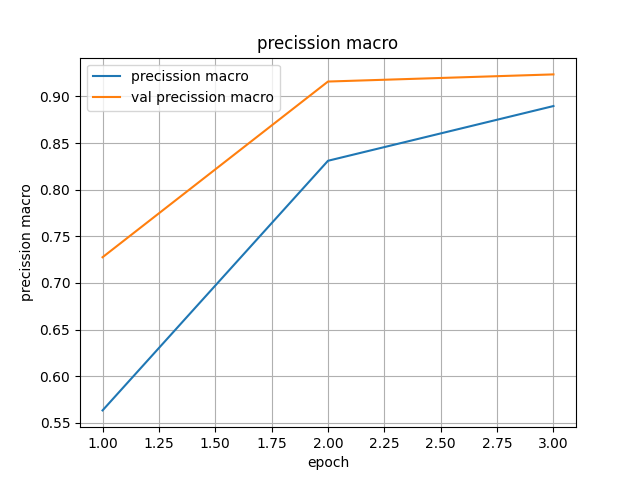 precission macro
precission macro
val precission macro
precission macro
0.90
0.85
0.80
0.75
0.70
0.65
0.60
0.55
1.00 1.25 1.50 1.75 2.00 2.25 2.50 2.75 3.00
epoch